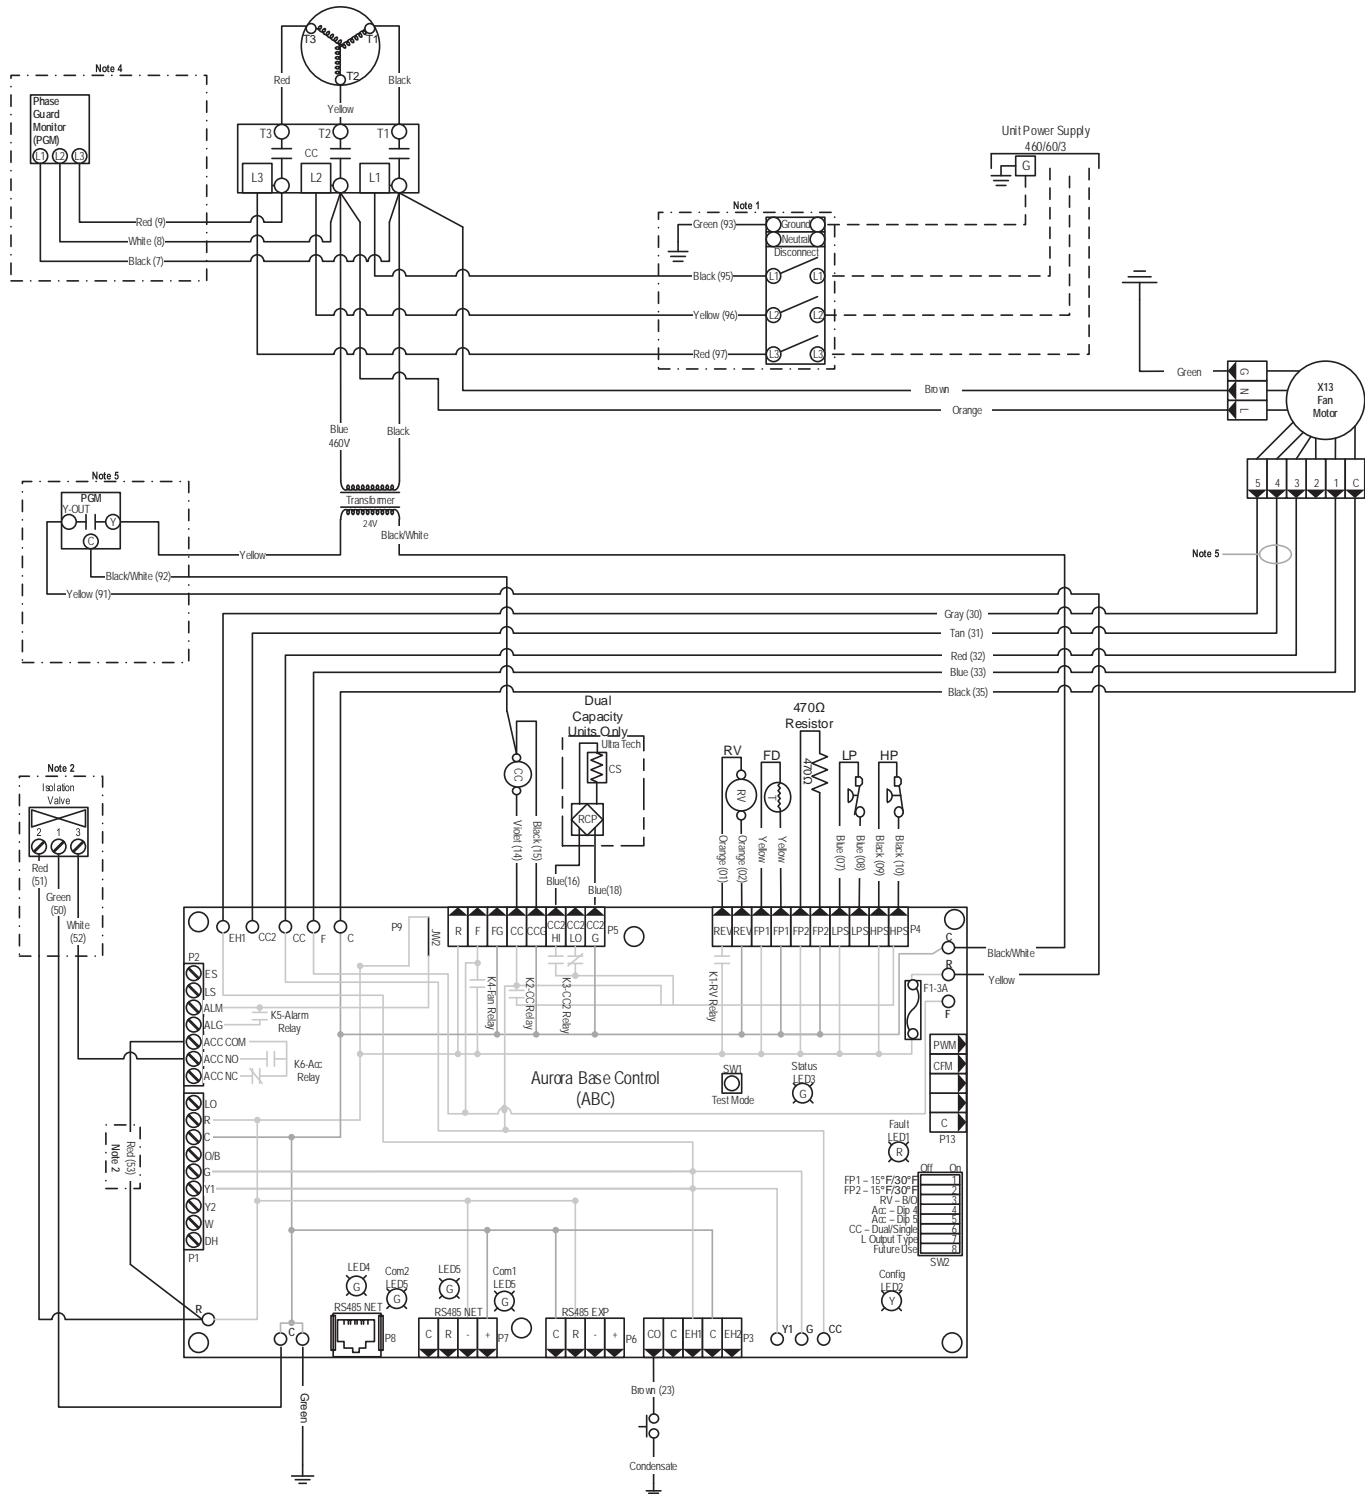 T3
T1
T2
Red
Black
Yellow
Note 4
Phase
Guard
Monitor
(PGM)
L1 L2 L3
T3 T2 T1
CC
L3 L2 L1
Red (9)
White (8)
Black (7)
Unit Power Supply
460/60/3
G
Note 1
Green (93)
Ground
Neutral
Disconnect
Black (95)
L1 L1
Yellow (96)
L2 L2
Red (97)
L3 L3
Green
Brown
Orange
G
N
L
X13
Fan
Motor
5 4 3 2 1 C
Blue
460V
Black
Transformer
24V
Black/White
Note 5
PGM
Y-OUT
Y
C
Yellow
Black/White (92)
Yellow (91)
Note 5
Gray (30)
Tan (31)
Red (32)
Blue (33)
Black (35)
Dual
Capacity
Units Only
Ultra Tech
CS
RCP
CC
Violet (14)
Black (15)
Blue(16)
Blue(18)
470Ω
Resistor
470Ω
RV FD LP HP
RV
T
Orange (01)
Orange (02)
Yellow
Yellow
Blue (07)
Blue (08)
Black (09)
Black (10)
Note 2
Isolation
Valve
2 1 3
Red
(51)
Green
(50)
White
(52)
EH1 CC2 CC F C
P9
JW2
R F FG CC CCG CC2 HI CC2 LO CC2 G P5
REV REV FP1 FP1 FP2 FP2 LPS LPS HPS HPS P4
C
Black/White
R
Yellow
F1-3A
F
P2
ES
LS
ALM
ALG
ACC COM
ACC NO
ACC NC
K5-Alarm
Relay
K6-Acc
Relay
K4-Fan Relay
K2-CC Relay
K3-CC2 Relay
K1-RV Relay
Aurora Base Control
(ABC)
SW1
Test Mode
Status
LED3
G
PWM
CFM
C
P13
LO
R
C
O/B
G
Y1
Y2
W
DH
P1
Red (53)
Note 2
Fault
LED1
R
Off On
FP1 – 15°F/30°F 1
FP2 – 15°F/30°F 2
RV – B/O 3
Acc – Dip 4 4
Acc – Dip 5 5
CC – Dual/Single 6
L Output Type 7
Future Use 8
SW2
Config
LED2
Y
R
C
LED4
G
Com2
LED5
G
LED5
G
Com1
LED5
G
RS485 NET
P8
RS485 NET
C R - + P7
RS485 EXP
C R - + P6
CO C EH1 C EH2 P3
Y1 G CC
Green
Brown (23)
Condensate